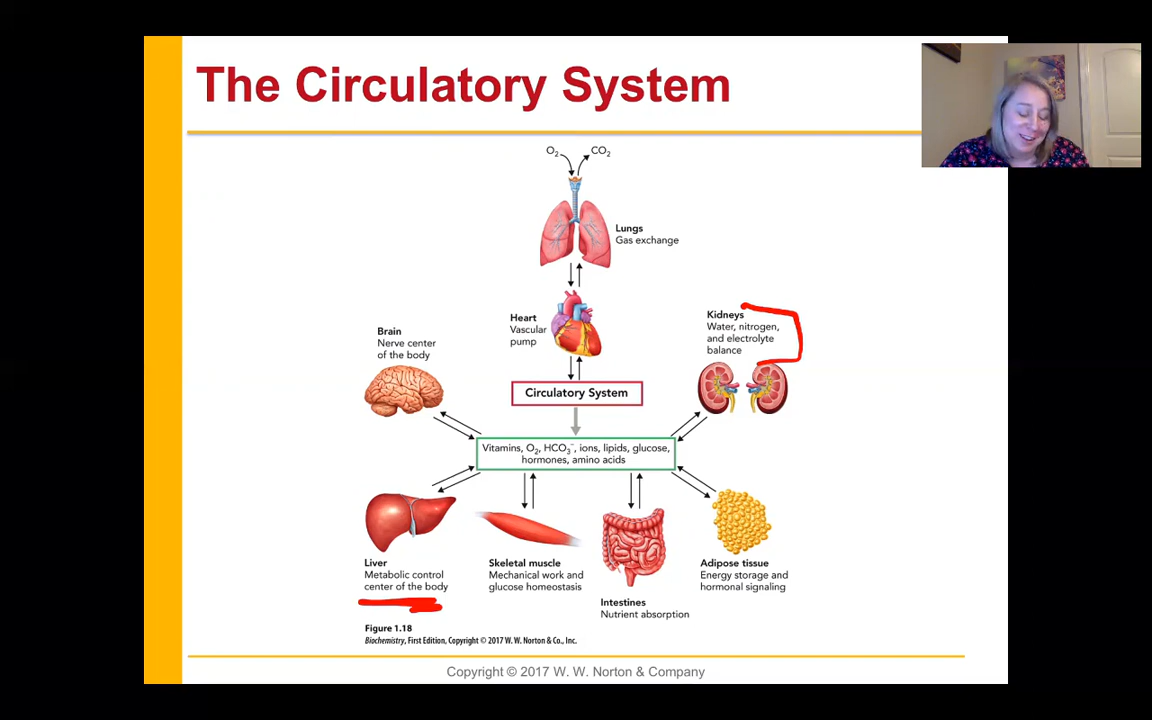 The Circulatory System
O₂
CO₂
Lungs
Gas exchange
Heart
Vascular
pump
Kidneys
Water, nitrogen,
and electrolyte
balance
Brain
Nerve center
of the body
Circulatory System
Vitamins, O₂, HCO₃⁻, ions, lipids, glucose,
hormones, amino acids
Liver
Metabolic control
center of the body
Skeletal muscle
Mechanical work and
glucose homeostasis
Intestines
Nutrient absorption
Adipose tissue
Energy storage and
hormonal signaling
Figure 1.18
Biochemistry, First Edition, Copyright © 2017 W. W. Norton & Co., Inc.
Copyright © 2017 W. W. Norton & Company